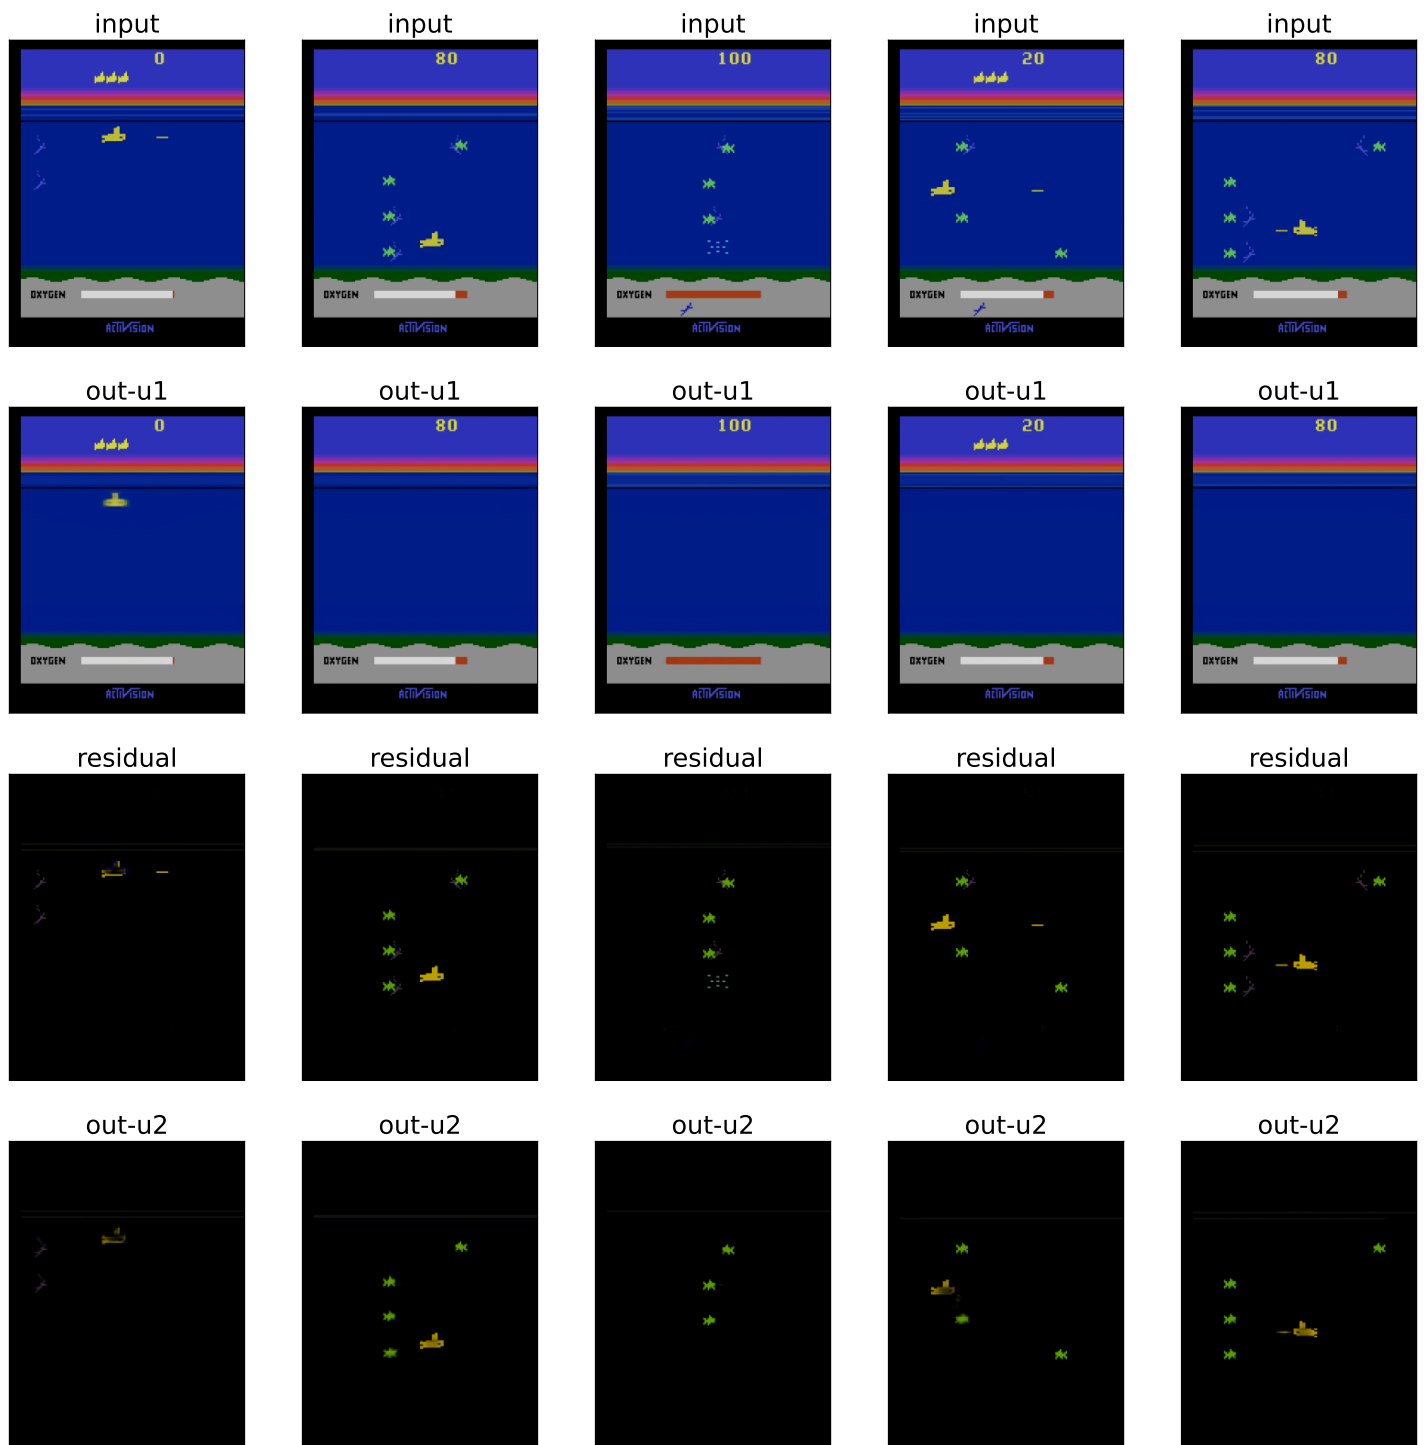 input input input input input
0 80 100 20 80
OXYGEN OXYGEN OXYGEN OXYGEN OXYGEN
ACTIVISION ACTIVISION ACTIVISION ACTIVISION ACTIVISION
out-u1 out-u1 out-u1 out-u1 out-u1
0 80 100 20 80
OXYGEN OXYGEN OXYGEN OXYGEN OXYGEN
ACTIVISION ACTIVISION ACTIVISION ACTIVISION ACTIVISION
residual residual residual residual residual
out-u2 out-u2 out-u2 out-u2 out-u2